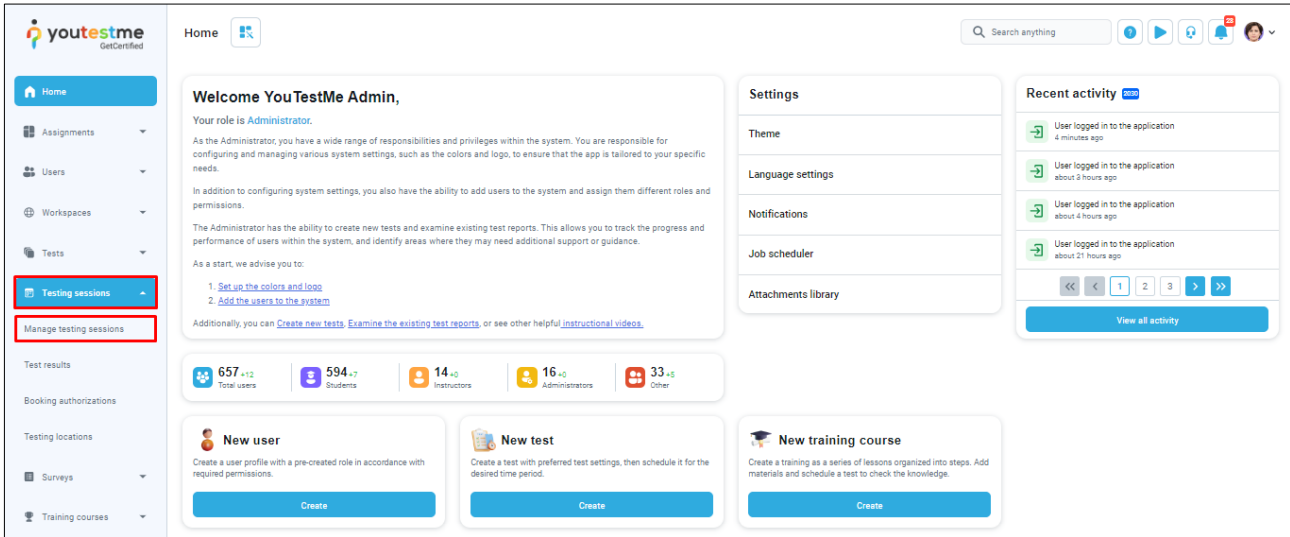 youtestme
GetCertified
Home
Search anything
28
Home
Assignments
Users
Workspaces
Tests
Testing sessions
Manage testing sessions
Test results
Booking authorizations
Testing locations
Surveys
Training courses
Welcome YouTestMe Admin,
Your role is Administrator.
As the Administrator, you have a wide range of responsibilities and privileges within the system. You are responsible for
configuring and managing various system settings, such as the colors and logo, to ensure that the app is tailored to your specific
needs.
In addition to configuring system settings, you also have the ability to add users to the system and assign them different roles and
permissions.
The Administrator has the ability to create new tests and examine existing test reports. This allows you to track the progress and
performance of users within the system, and identify areas where they may need additional support or guidance.
As a start, we advise you to:
1. Set up the colors and logo
2. Add the users to the system
Additionally, you can Create new tests, Examine the existing test reports, or see other helpful instructional videos.
657 +12
Total users
594 +7
Students
14 +0
Instructors
16 +0
Administrators
33 +5
Other
New user
Create a user profile with a pre-created role in accordance with
required permissions.
Create
New test
Create a test with preferred test settings, then schedule it for the
desired time period.
Create
New training course
Create a training as a series of lessons organized into steps. Add
materials and schedule a test to check the knowledge.
Create
Settings
Theme
Language settings
Notifications
Job scheduler
Attachments library
Recent activity 2030
User logged in to the application
4 minutes ago
User logged in to the application
about 3 hours ago
User logged in to the application
about 4 hours ago
User logged in to the application
about 21 hours ago
1 2 3
View all activity